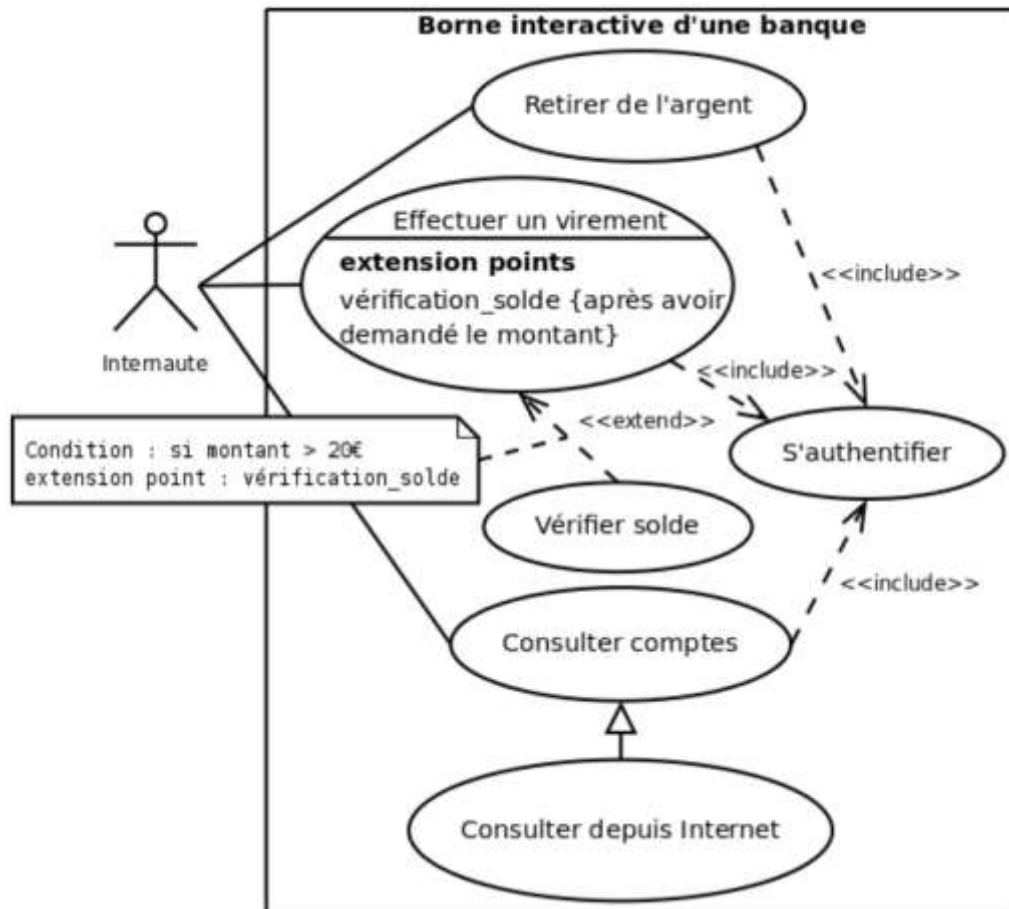 Borne interactive d'une banque
Retirer de l'argent
Effectuer un virement
extension points
vérification_solde {après avoir
demandé le montant}
<<include>>
Internaute
<<include>>
<<extend>>
Condition : si montant > 20€
extension point : vérification_solde
S'authentifier
Vérifier solde
<<include>>
Consulter comptes
Consulter depuis Internet